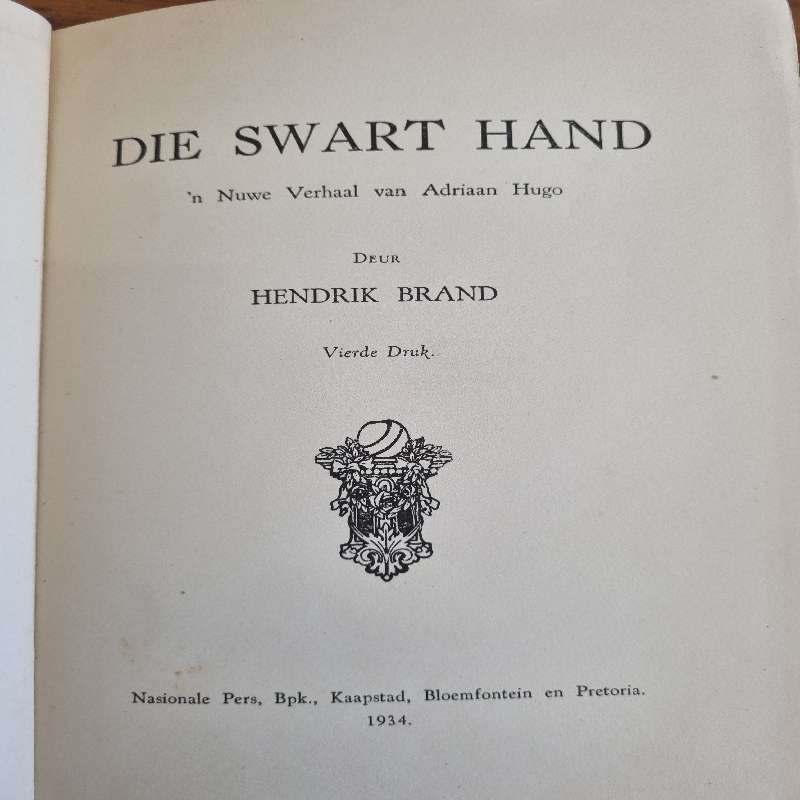 DIE SWART HAND
'n Nuwe Verhaal van Adriaan Hugo
DEUR
HENDRIK BRAND
Vierde Druk.
Nasionale Pers, Bpk., Kaapstad, Bloemfontein en Pretoria.
1934.